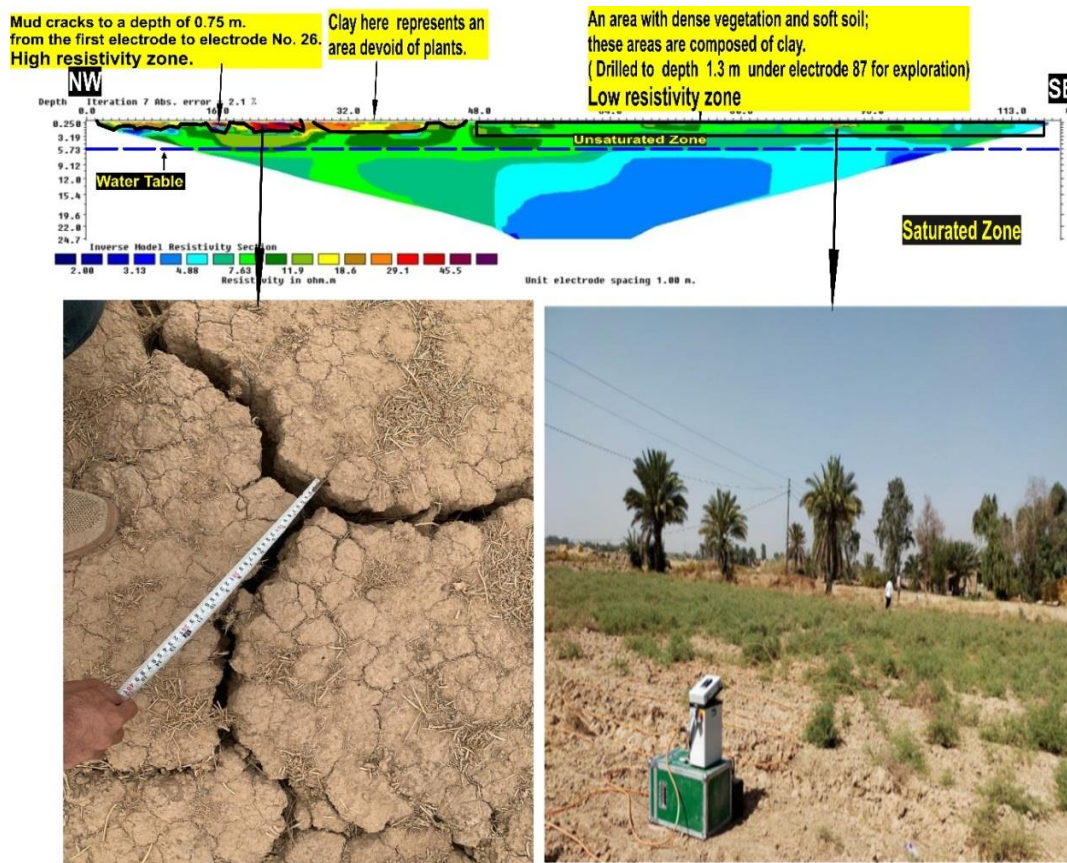 Mud cracks to a depth of 0.75 m.
from the first electrode to electrode No. 26.
High resistivity zone.
Clay here represents an
area devoid of plants.
An area with dense vegetation and soft soil;
these areas are composed of clay.
( Drilled to depth 1.3 m under electrode 87 for exploration)
Low resistivity zone
NW
Depth Iteration 7 Abs. error = 2.1 %
0.0 32.0 48.0 113.0
0.250
3.19
5.73
9.12
12.0
15.4
19.6
22.0
24.7
Unsaturated Zone
Water Table
Saturated Zone
Inverse Model Resistivity Section
2.00 3.13 4.88 7.63 11.9 18.6 29.1 45.5
Resistivity in ohm.m
Unit electrode spacing 1.00 m.